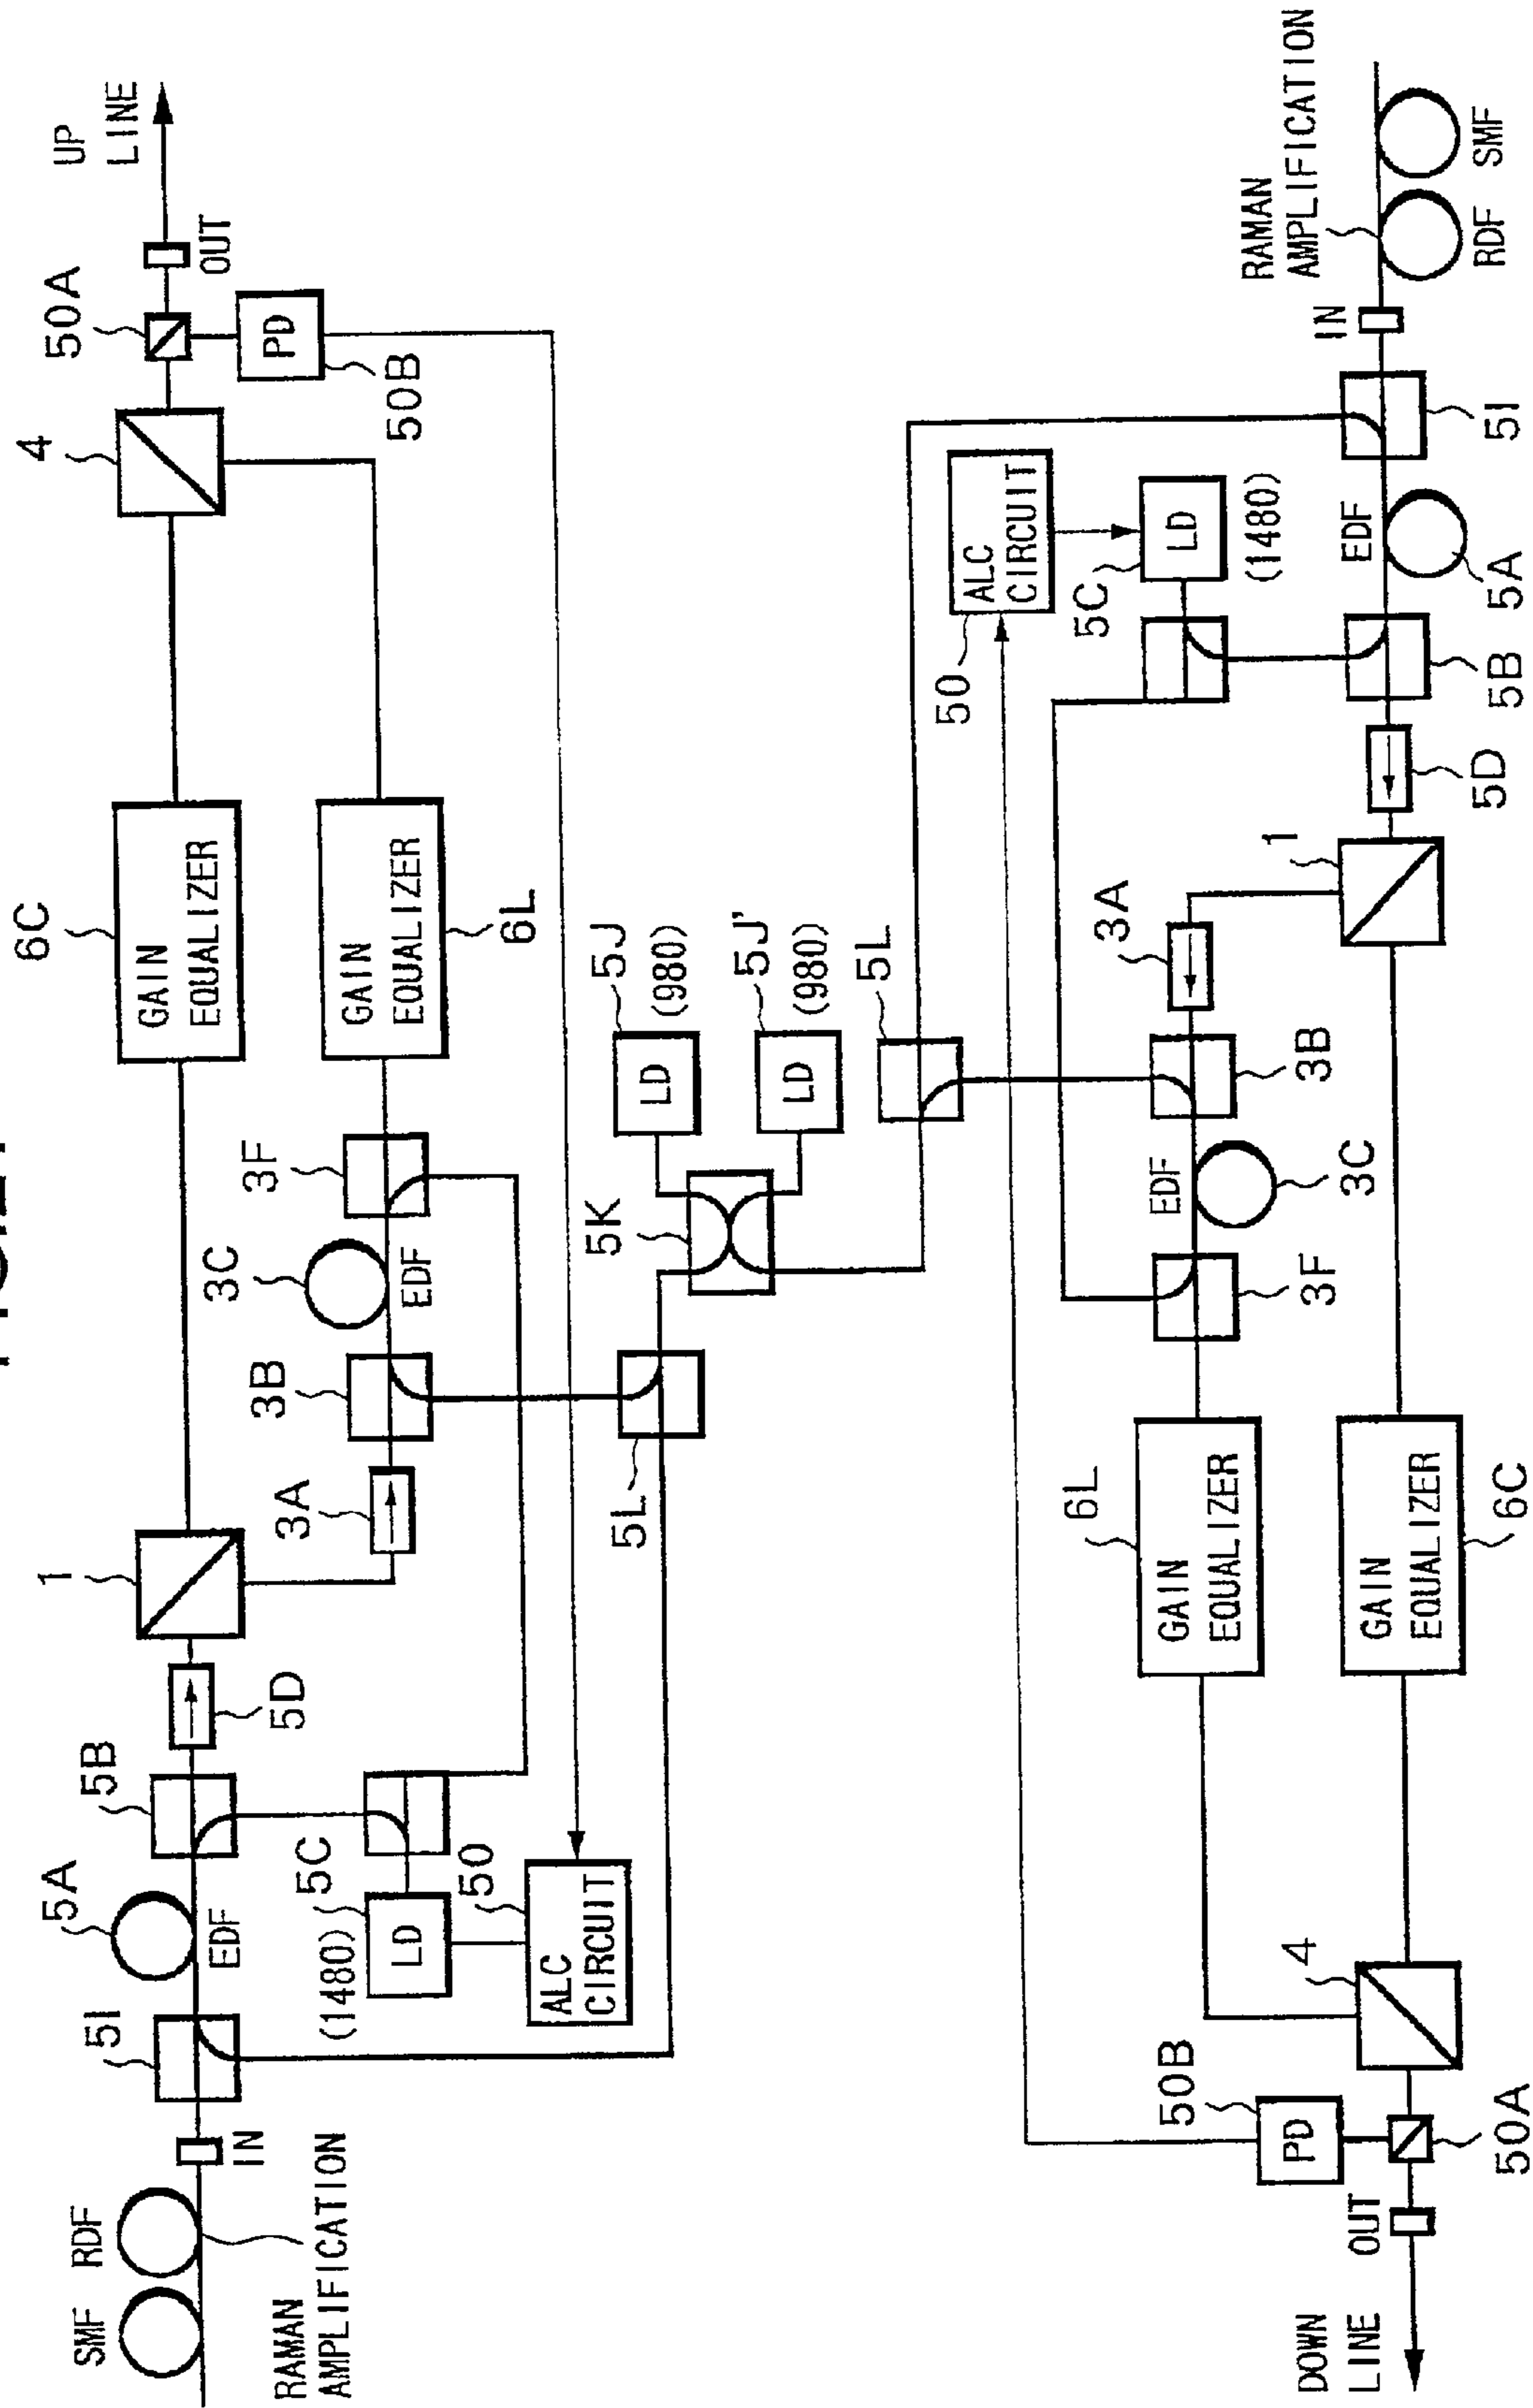 UP
LINE
OUT
50A
PD
50B
4
6C
GAIN
EQUALIZER
GAIN
EQUALIZER
6L
3F
3C
EDF
3B
3A
1
5D
5B
5A
EDF
5C
LD
(1480)
50
ALC
CIRCUIT
5I
IN
RDF
SMF
RAMAN
AMPLIFICATION
5J
(980)
LD
5J'
(980)
LD
5K
5L
5L
RAMAN
AMPLIFICATION
SMF
RDF
IN
5I
ALC
CIRCUIT
50
5C
LD
(1480)
EDF
5A
5B
5D
1
3A
3B
EDF
3C
3F
6L
GAIN
EQUALIZER
GAIN
EQUALIZER
6C
4
50B
PD
50A
OUT
DOWN
LINE